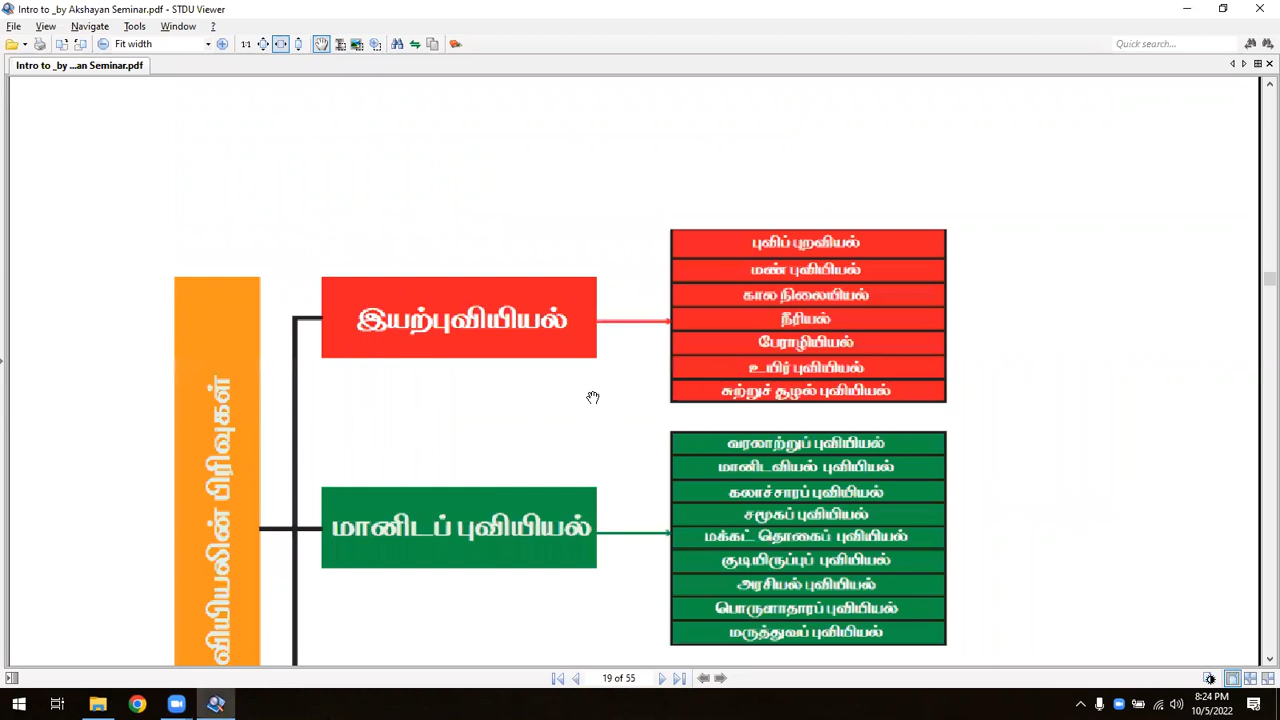 Intro to _by Akshayan Seminar.pdf - STDU Viewer
File View Navigate Tools Window ?
1:1
Fit width
Quick search...
Intro to _by ...an Seminar.pdf
புவிப் புறவியல்
மண் புவியியல்
கால நிலையியல்
நீரியல்
பேராழியியல்
உயிர் புவியியல்
சுற்றுச் சூழல் புவியியல்
இயற்புவியியல்
வரலாற்றுப் புவியியல்
மானிடவியல் புவியியல்
கலாச்சாரப் புவியியல்
சமூகப் புவியியல்
மக்கட் தொகைப் புவியியல்
குடியிருப்புப் புவியியல்
அரசியல் புவியியல்
பொருளாதாரப் புவியியல்
மருத்துவப் புவியியல்
மானிடப் புவியியல்
வியியலின் பிரிவுகள்
19 of 55
8:24 PM
10/5/2022